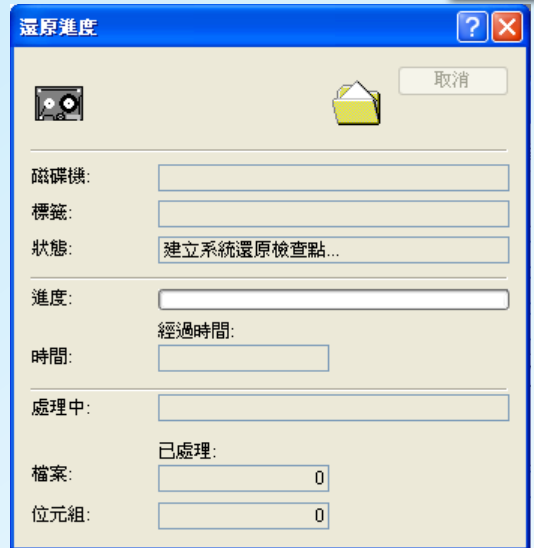 還原進度
取消
磁碟機:
標籤:
狀態: 建立系統還原檢查點...
進度:
經過時間:
時間:
處理中:
已處理:
檔案: 0
位元組: 0